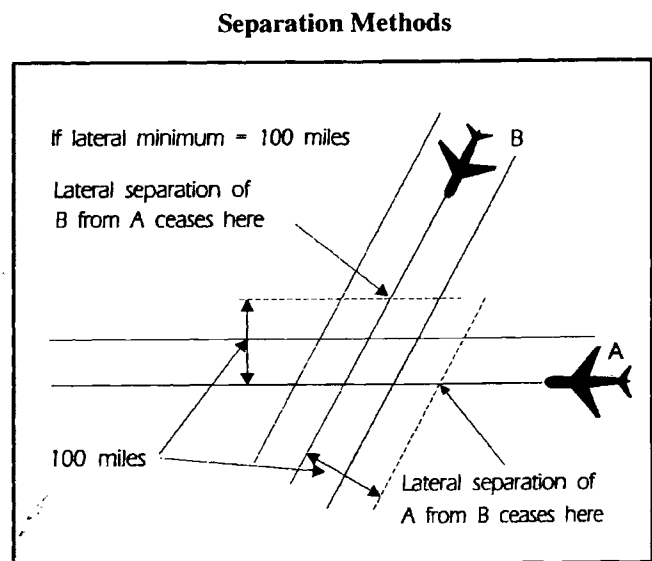 Separation Methods
If lateral minimum = 100 miles
B
Lateral separation of
B from A ceases here
A
100 miles
Lateral separation of
A from B ceases here